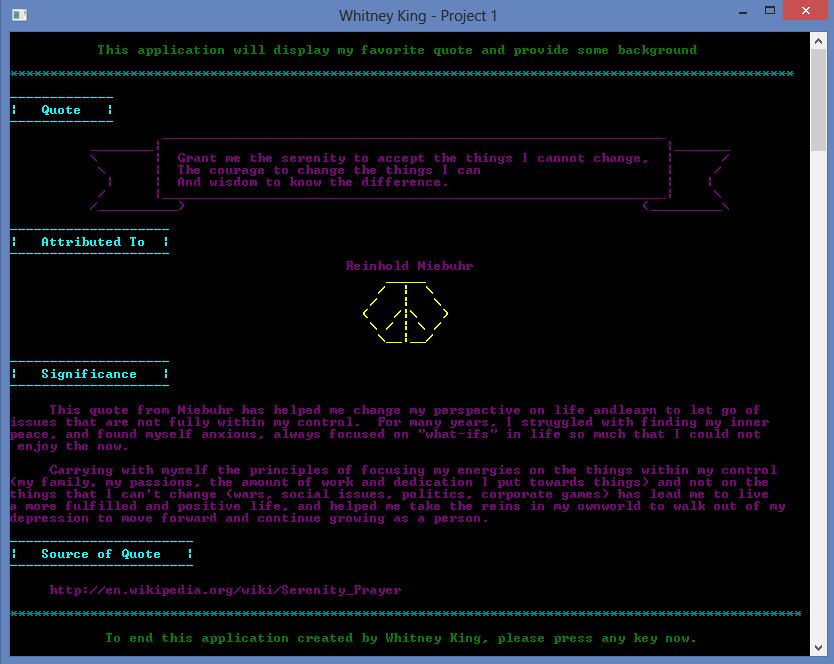 Whitney King - Project 1
This application will display my favorite quote and provide some background
Quote
Grant me the serenity to accept the things I cannot change,
The courage to change the things I can
And wisdom to know the difference.
Attributed To
Reinhold Niebuhr
Significance
This quote from Niebuhr has helped me change my perspective on life andlearn to let go of
issues that are not fully within my control.  For many years, I struggled with finding my inner
peace, and found myself anxious, always focused on "what-ifs" in life so much that I could not
enjoy the now.
Carrying with myself the principles of focusing my energies on the things within my control
(my family, my passions, the amount of work and dedication I put towards things) and not on the
things that I can't change (wars, social issues, politics, corporate games) has lead me to live
a more fulfilled and positive life, and helped me take the reins in my ownworld to walk out of my
depression to move forward and continue growing as a person.
Source of Quote
http://en.wikipedia.org/wiki/Serenity_Prayer
To end this application created by Whitney King, please press any key now.